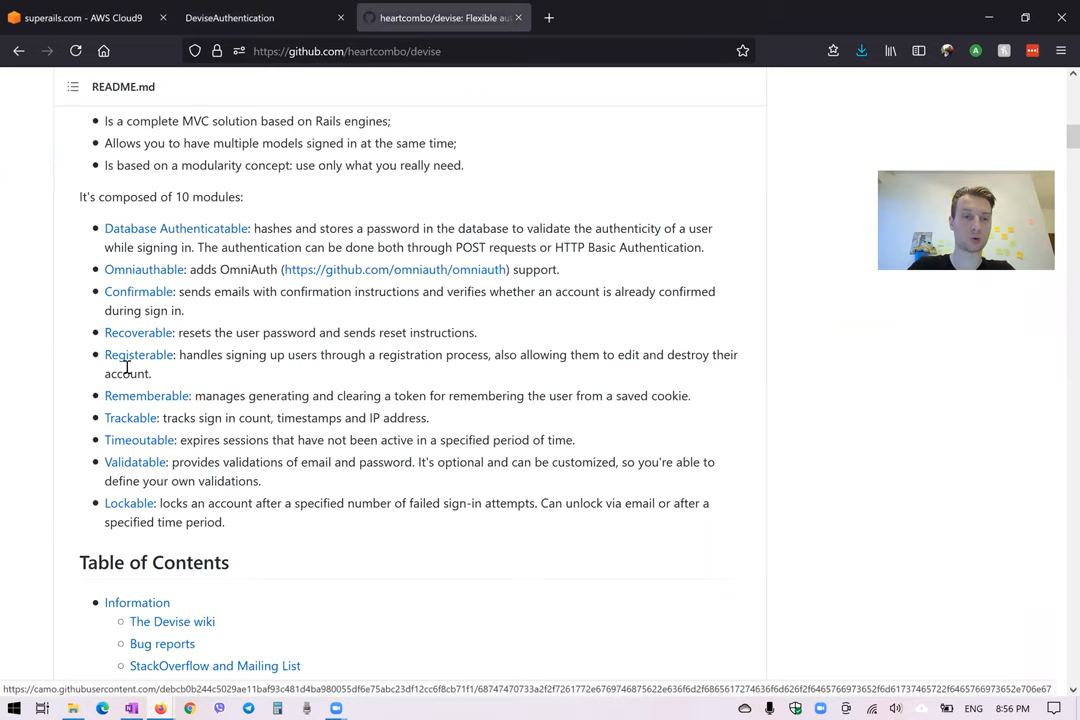 superails.com - AWS Cloud9
DeviseAuthentication
heartcombo/devise: Flexible au
https://github.com/heartcombo/devise
README.md
Is a complete MVC solution based on Rails engines;
Allows you to have multiple models signed in at the same time;
Is based on a modularity concept: use only what you really need.
It's composed of 10 modules:
Database Authenticatable: hashes and stores a password in the database to validate the authenticity of a user
while signing in. The authentication can be done both through POST requests or HTTP Basic Authentication.
Omniauthable: adds OmniAuth (https://github.com/omniauth/omniauth) support.
Confirmable: sends emails with confirmation instructions and verifies whether an account is already confirmed
during sign in.
Recoverable: resets the user password and sends reset instructions.
Registerable: handles signing up users through a registration process, also allowing them to edit and destroy their
account.
Rememberable: manages generating and clearing a token for remembering the user from a saved cookie.
Trackable: tracks sign in count, timestamps and IP address.
Timeoutable: expires sessions that have not been active in a specified period of time.
Validatable: provides validations of email and password. It's optional and can be customized, so you're able to
define your own validations.
Lockable: locks an account after a specified number of failed sign-in attempts. Can unlock via email or after a
specified time period.
Table of Contents
Information
The Devise wiki
Bug reports
StackOverflow and Mailing List
ENG
8:56 PM